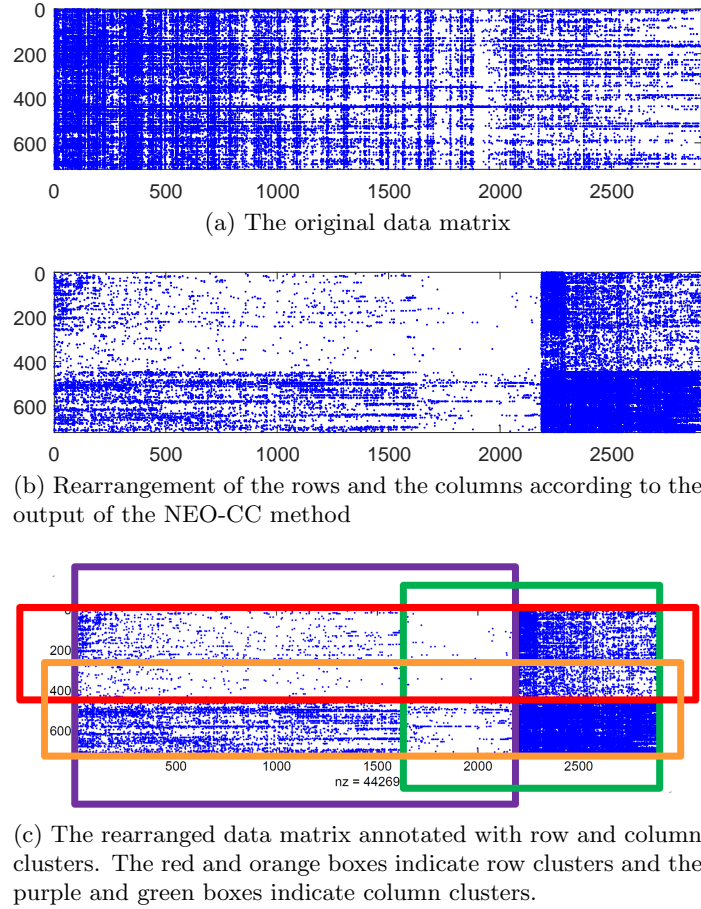 0
200
400
600
0 500 1000 1500 2000 2500
(a) The original data matrix
0
200
400
600
0 500 1000 1500 2000 2500
(b) Rearrangement of the rows and the columns according to the
output of the NEO-CC method
0
200
400
600
500 1000 1500 2000 2500
nz = 44269
(c) The rearranged data matrix annotated with row and column
clusters. The red and orange boxes indicate row clusters and the
purple and green boxes indicate column clusters.